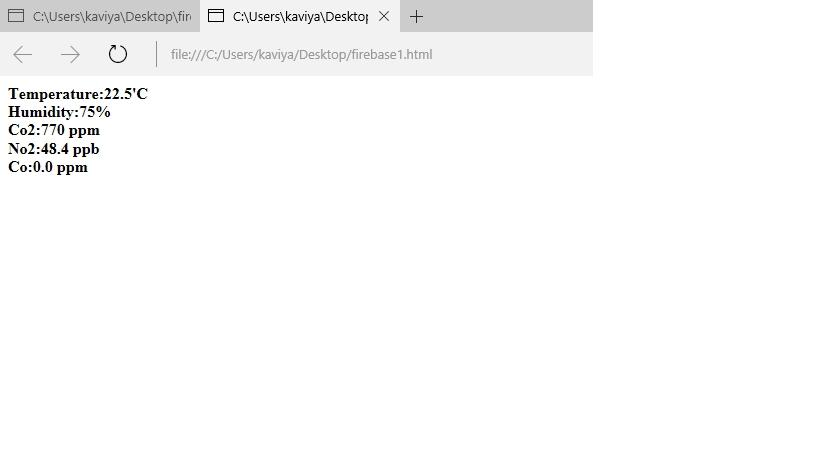 C:\Users\kaviya\Desktop\fir
C:\Users\kaviya\Desktop
file:///C:/Users/kaviya/Desktop/firebase1.html
Temperature:22.5'C
Humidity:75%
Co2:770 ppm
No2:48.4 ppb
Co:0.0 ppm